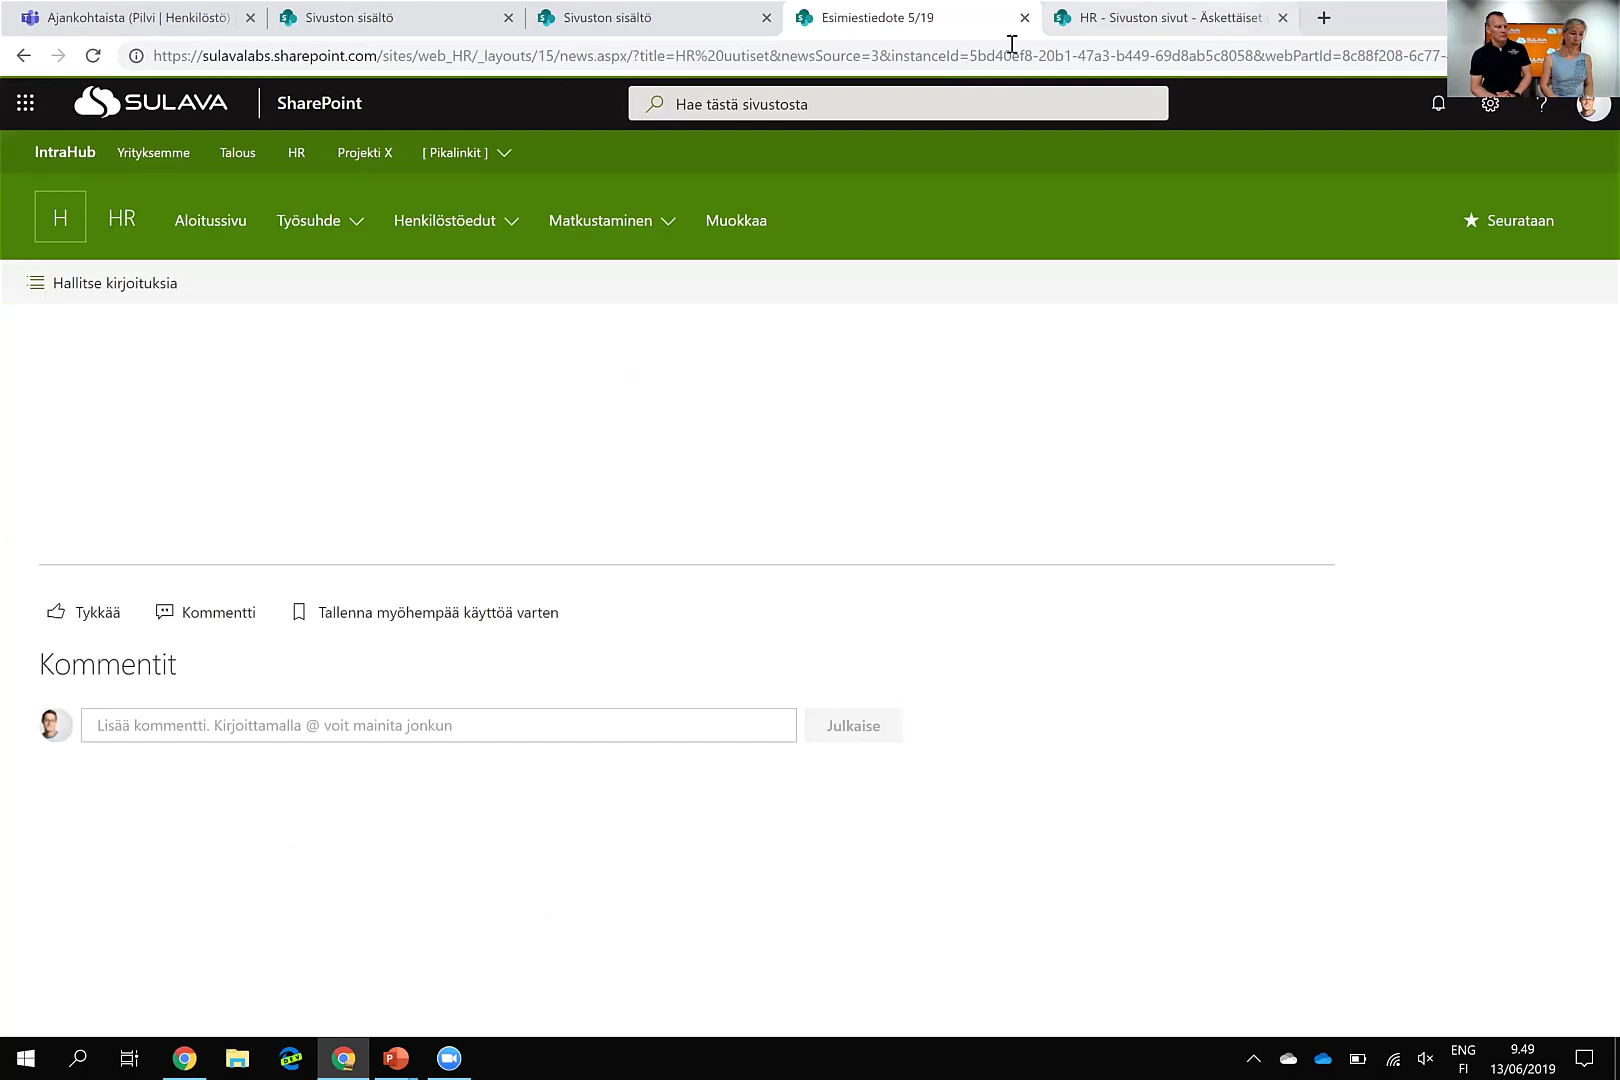 Ajankohtaista (Pilvi | Henkilöstö)
Sivuston sisältö
Sivuston sisältö
Esimiestiedote 5/19
HR - Sivuston sivut - Äskettäiset
https://sulavalabs.sharepoint.com/sites/web_HR/_layouts/15/news.aspx/?title=HR%20uutiset&newsSource=3&instanceId=5bd40ef8-20b1-47a3-b449-69d8ab5c8058&webPartId=8c88f208-6c77-
SULAVA
SharePoint
Hae tästä sivustosta
IntraHub
Yrityksemme
Talous
HR
Projekti X
[ Pikalinkit ]
H
HR
Aloitussivu
Työsuhde
Henkilöstöedut
Matkustaminen
Muokkaa
Seurataan
Hallitse kirjoituksia
Tykkää
Kommentti
Tallenna myöhempää käyttöä varten
Kommentit
Lisää kommentti. Kirjoittamalla @ voit mainita jonkun
Julkaise
ENG
FI
9.49
13/06/2019